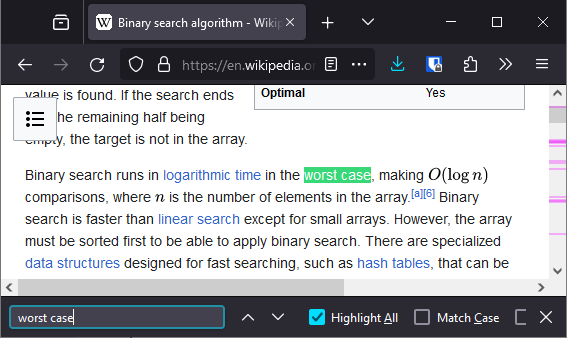 Binary search algorithm - Wikip
https://en.wikipedia.or
value is found. If the search ends
he remaining half being
empty, the target is not in the array.
Optimal Yes
Binary search runs in logarithmic time in the worst case, making O(log n)
comparisons, where n is the number of elements in the array.[a][6] Binary
search is faster than linear search except for small arrays. However, the array
must be sorted first to be able to apply binary search. There are specialized
data structures designed for fast searching, such as hash tables, that can be
worst case Highlight All Match Case